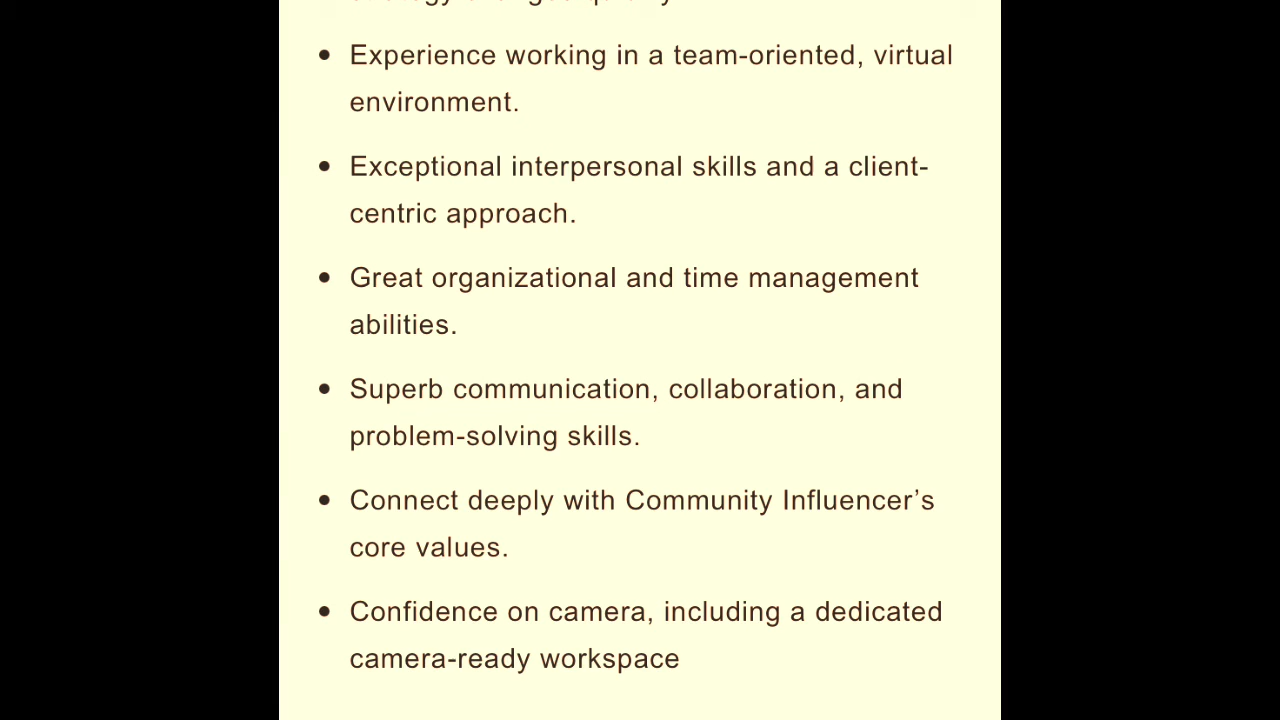 • Experience working in a team-oriented, virtual
environment.
• Exceptional interpersonal skills and a client-
centric approach.
• Great organizational and time management
abilities.
• Superb communication, collaboration, and
problem-solving skills.
• Connect deeply with Community Influencer’s
core values.
• Confidence on camera, including a dedicated
camera-ready workspace